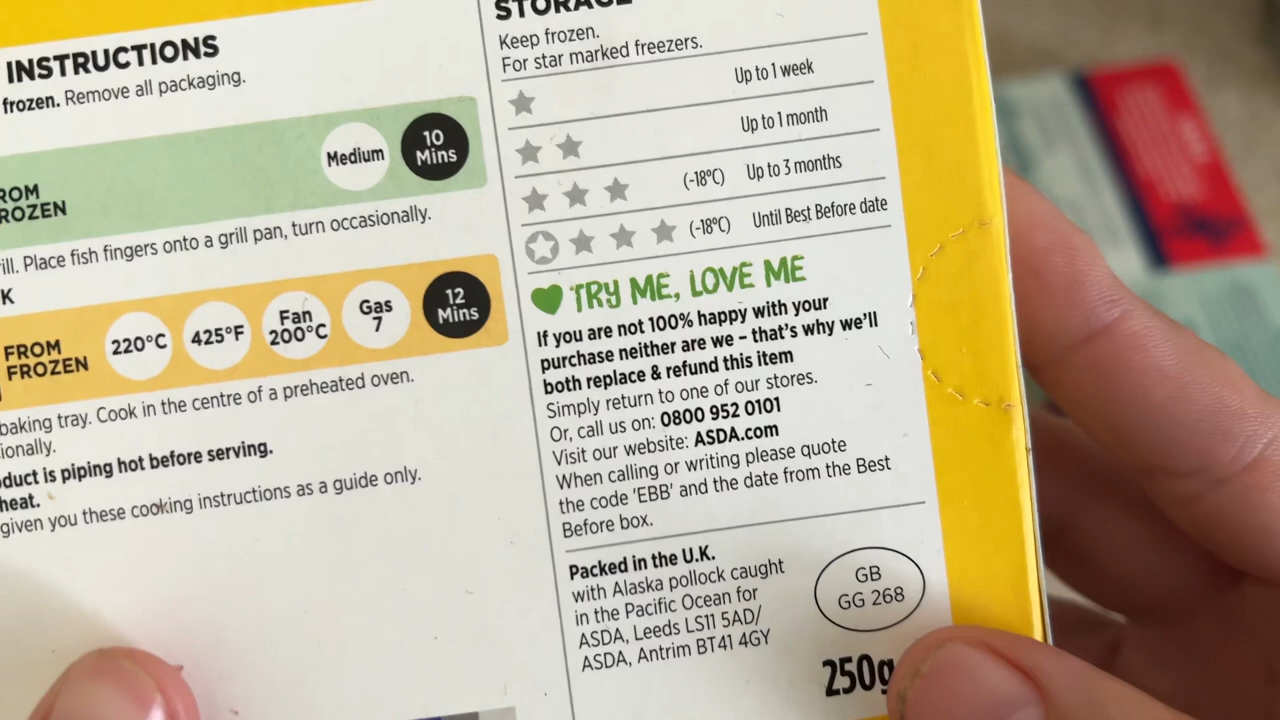 INSTRUCTIONS
frozen. Remove all packaging.
Medium
10
Mins
ROM
ROZEN
ill. Place fish fingers onto a grill pan, turn occasionally.
K
FROM
FROZEN
220°C
425°F
Fan
200°C
Gas
7
12
Mins
baking tray. Cook in the centre of a preheated oven.
ionally.
oduct is piping hot before serving.
heat.
given you these cooking instructions as a guide only.
STORAGE
Keep frozen.
For star marked freezers.
Up to 1 week
Up to 1 month
(-18°C) Up to 3 months
(-18°C) Until Best Before date
TRY ME, LOVE ME
If you are not 100% happy with your
purchase neither are we – that's why we'll
both replace & refund this item
Simply return to one of our stores.
Or, call us on: 0800 952 0101
Visit our website: ASDA.com
When calling or writing please quote
the code 'EBB' and the date from the Best
Before box.
Packed in the U.K.
with Alaska pollock caught
in the Pacific Ocean for
ASDA, Leeds LS11 5AD/
ASDA, Antrim BT41 4GY
GB
GG 268
250g